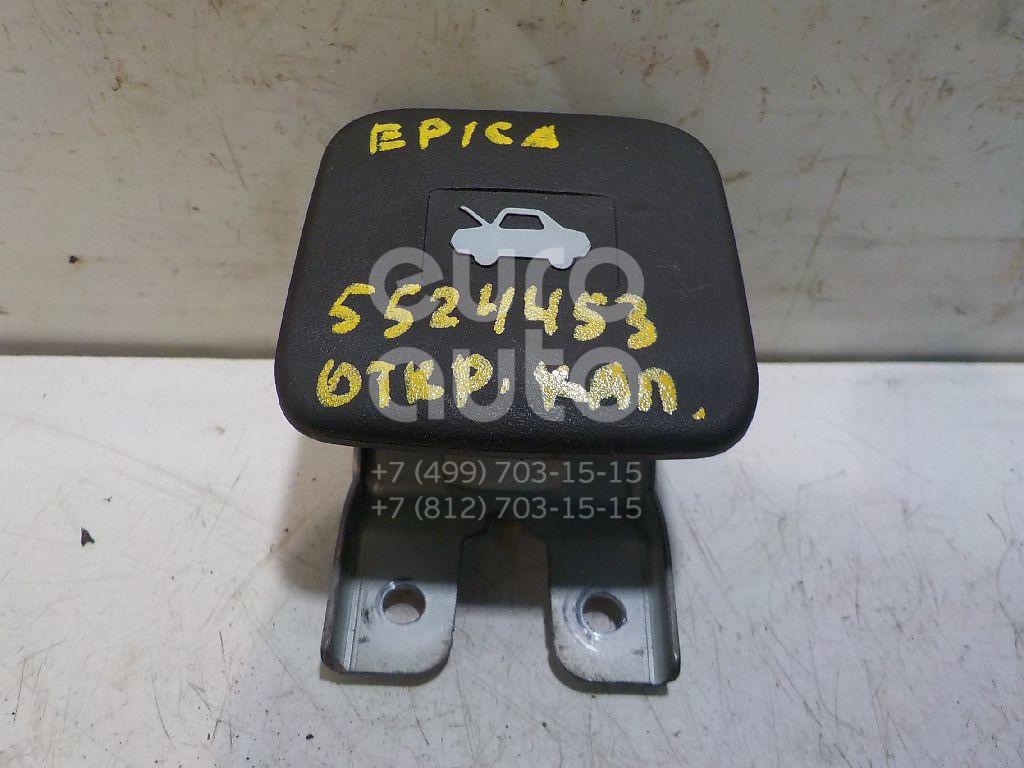 EPICA
euro
5524453
ОТКР. КАП.
auto
+7 (499) 703-15-15
+7 (812) 703-15-15